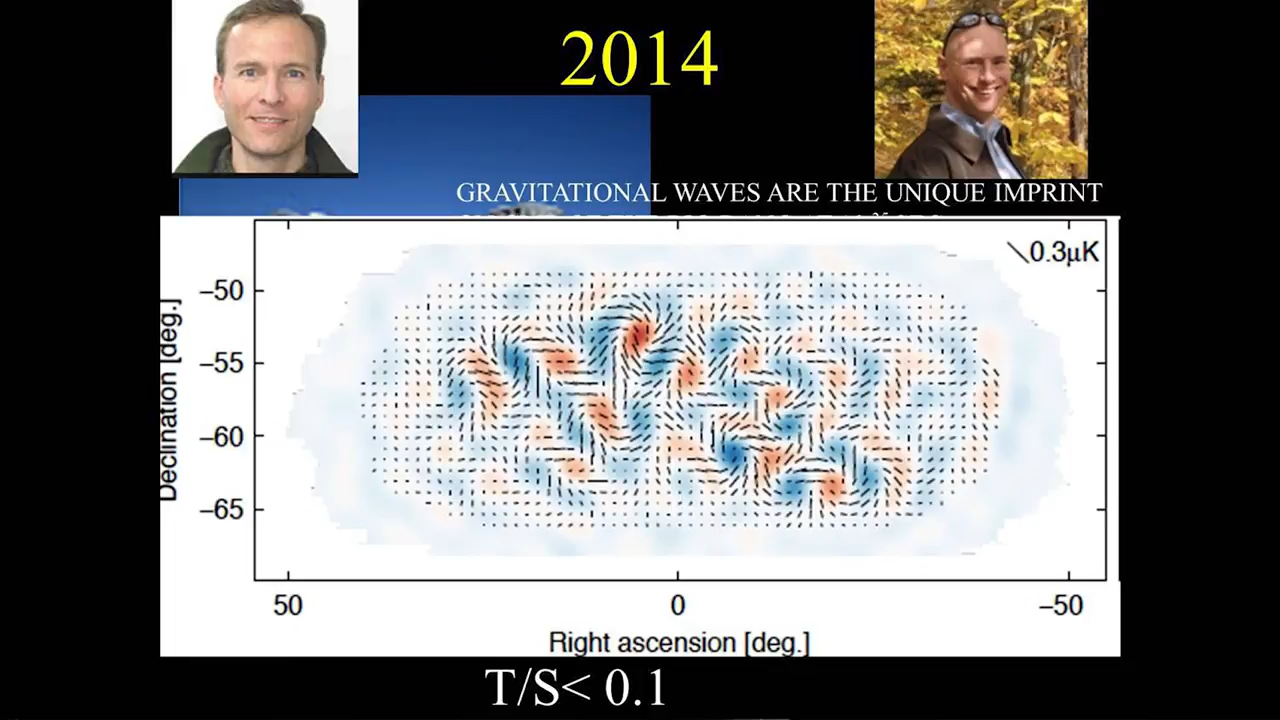 2014
GRAVITATIONAL WAVES ARE THE UNIQUE IMPRINT
0.3µK
−50
−55
−60
−65
Declination [deg.]
50
0
−50
Right ascension [deg.]
T/S< 0.1